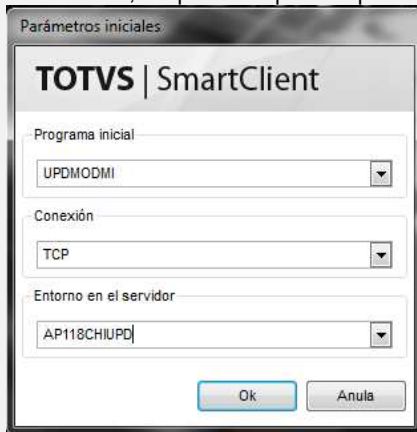 Parámetros iniciales
TOTVS | SmartClient
Programa inicial
UPDMODMI
Conexión
TCP
Entorno en el servidor
AP118CHIUPD
Ok Anula